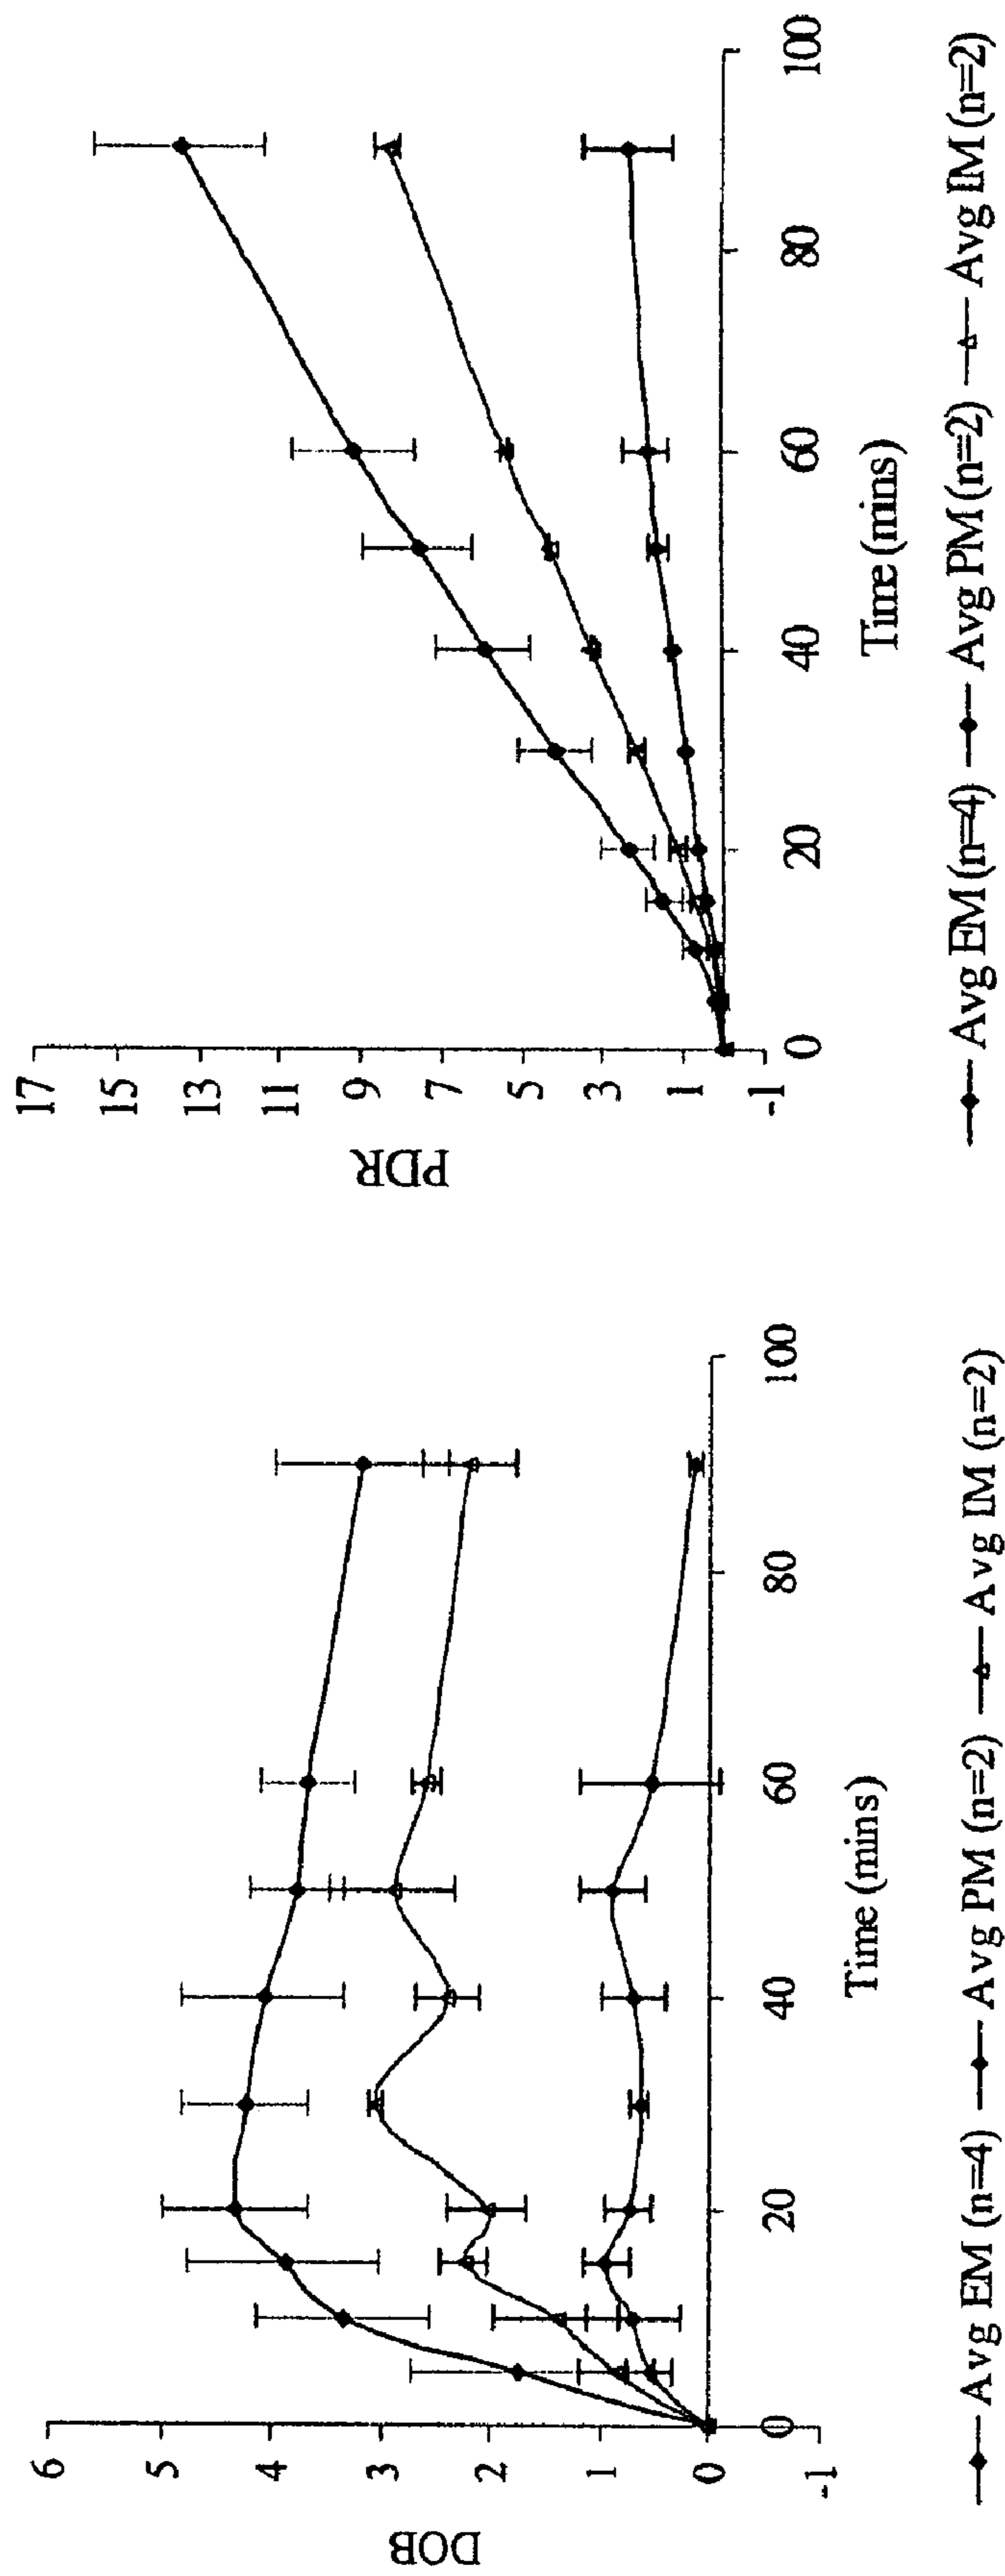 DOB
6
5
4
3
2
1
0
-1
0 20 40 60 80 100
Time (mins)
Avg EM (n=4) Avg PM (n=2) Avg IM (n=2)
PDR
17
15
13
11
9
7
5
3
1
-1
0 20 40 60 80 100
Time (mins)
Avg EM (n=4) Avg PM (n=2) Avg IM (n=2)